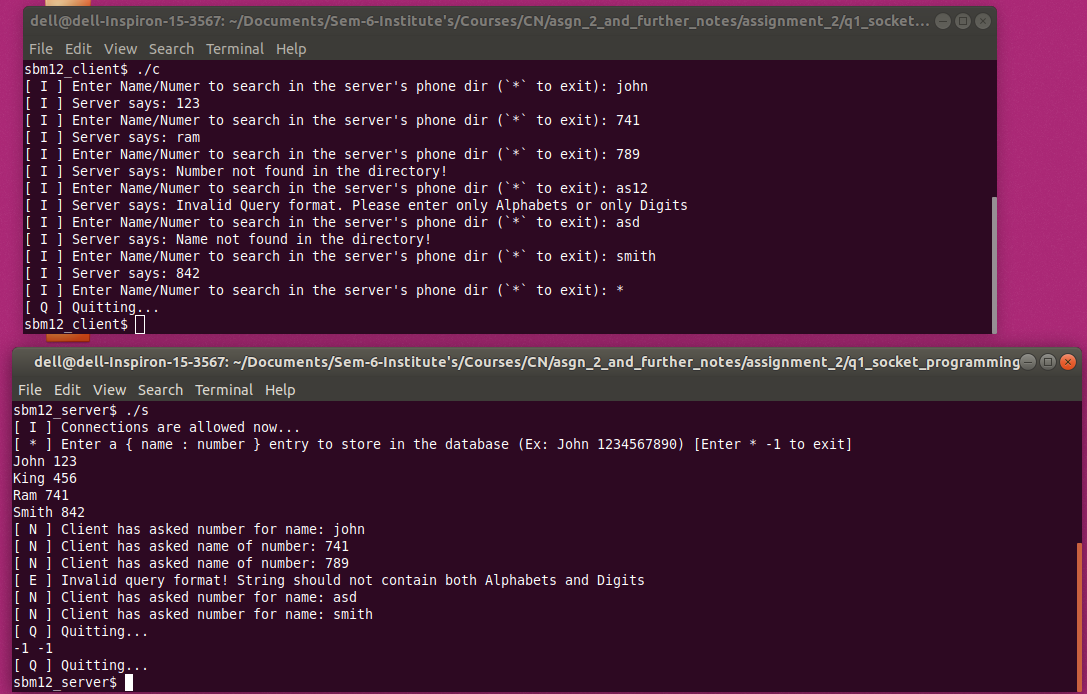 dell@dell-Inspiron-15-3567: ~/Documents/Sem-6-Institute's/Courses/CN/asgn_2_and_further_notes/assignment_2/q1_socket...
File Edit View Search Terminal Help
sbm12_client$ ./c
[ I ] Enter Name/Numer to search in the server's phone dir (`*` to exit): john
[ I ] Server says: 123
[ I ] Enter Name/Numer to search in the server's phone dir (`*` to exit): 741
[ I ] Server says: ram
[ I ] Enter Name/Numer to search in the server's phone dir (`*` to exit): 789
[ I ] Server says: Number not found in the directory!
[ I ] Enter Name/Numer to search in the server's phone dir (`*` to exit): as12
[ I ] Server says: Invalid Query format. Please enter only Alphabets or only Digits
[ I ] Enter Name/Numer to search in the server's phone dir (`*` to exit): asd
[ I ] Server says: Name not found in the directory!
[ I ] Enter Name/Numer to search in the server's phone dir (`*` to exit): smith
[ I ] Server says: 842
[ I ] Enter Name/Numer to search in the server's phone dir (`*` to exit): *
[ Q ] Quitting...
sbm12_client$
dell@dell-Inspiron-15-3567: ~/Documents/Sem-6-Institute's/Courses/CN/asgn_2_and_further_notes/assignment_2/q1_socket_programming
File Edit View Search Terminal Help
sbm12_server$ ./s
[ I ] Connections are allowed now...
[ * ] Enter a { name : number } entry to store in the database (Ex: John 1234567890) [Enter * -1 to exit]
John 123
King 456
Ram 741
Smith 842
[ N ] Client has asked number for name: john
[ N ] Client has asked name of number: 741
[ N ] Client has asked name of number: 789
[ E ] Invalid query format! String should not contain both Alphabets and Digits
[ N ] Client has asked number for name: asd
[ N ] Client has asked number for name: smith
[ Q ] Quitting...
-1 -1
[ Q ] Quitting...
sbm12_server$